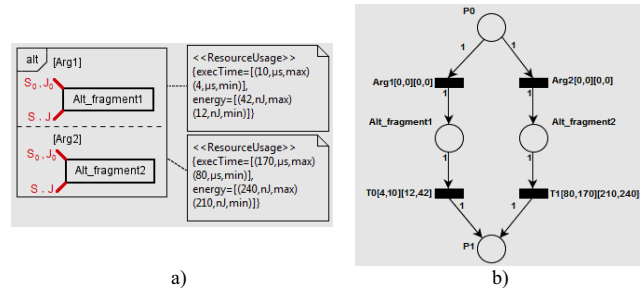 alt
[Arg1]
S₀,J₀
Alt_fragment1
S.J
[Arg2]
S₀,J₀
Alt_fragment2
S.J
<<ResourceUsage>>
{execTime=[(10,µs,max)
(4,µs,min)],
energy=[(42,nJ,max)
(12,nJ,min)]}
<<ResourceUsage>>
{execTime=[(170,µs,max)
(80,µs,min)],
energy=[(240,nJ,max)
(210,nJ,min)]}
a)
P0
1
1
Arg1[0,0][0,0]
Arg2[0,0][0,0]
1
1
Alt_fragment1
Alt_fragment2
1
1
T0[4,10][12,42]
T1[80,170][210,240]
1
1
P1
b)